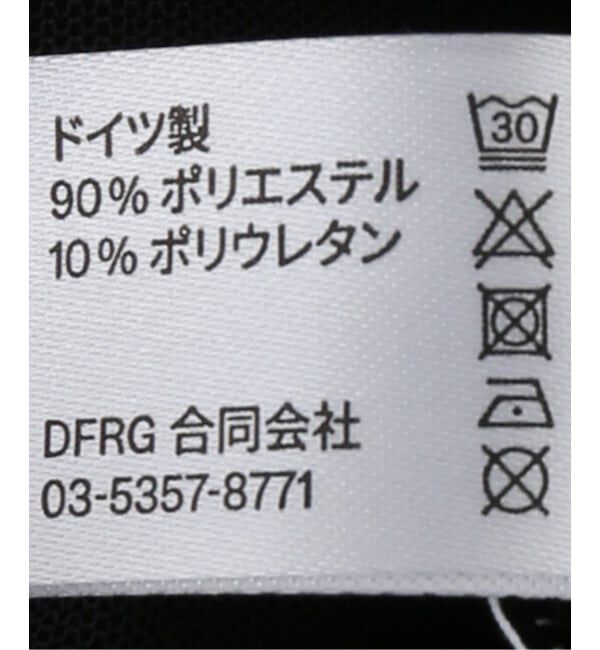 ドイツ製
90% ポリエステル
10% ポリウレタン
DFRG 合同会社
03-5357-8771
30